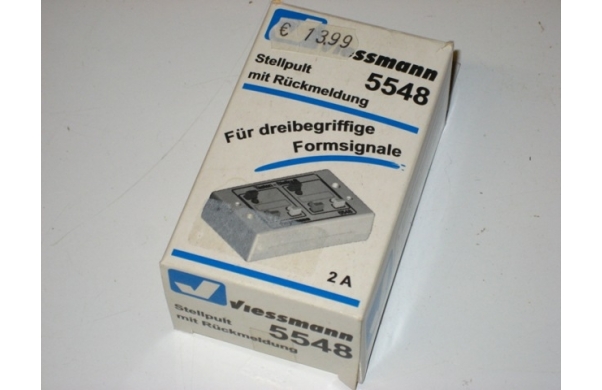 € 13,99
Viessmann
Stellpult
mit Rückmeldung
5548
Für dreibegriffige
Formsignale
2 A
Viessmann
Stellpult
mit Rückmeldung
5548